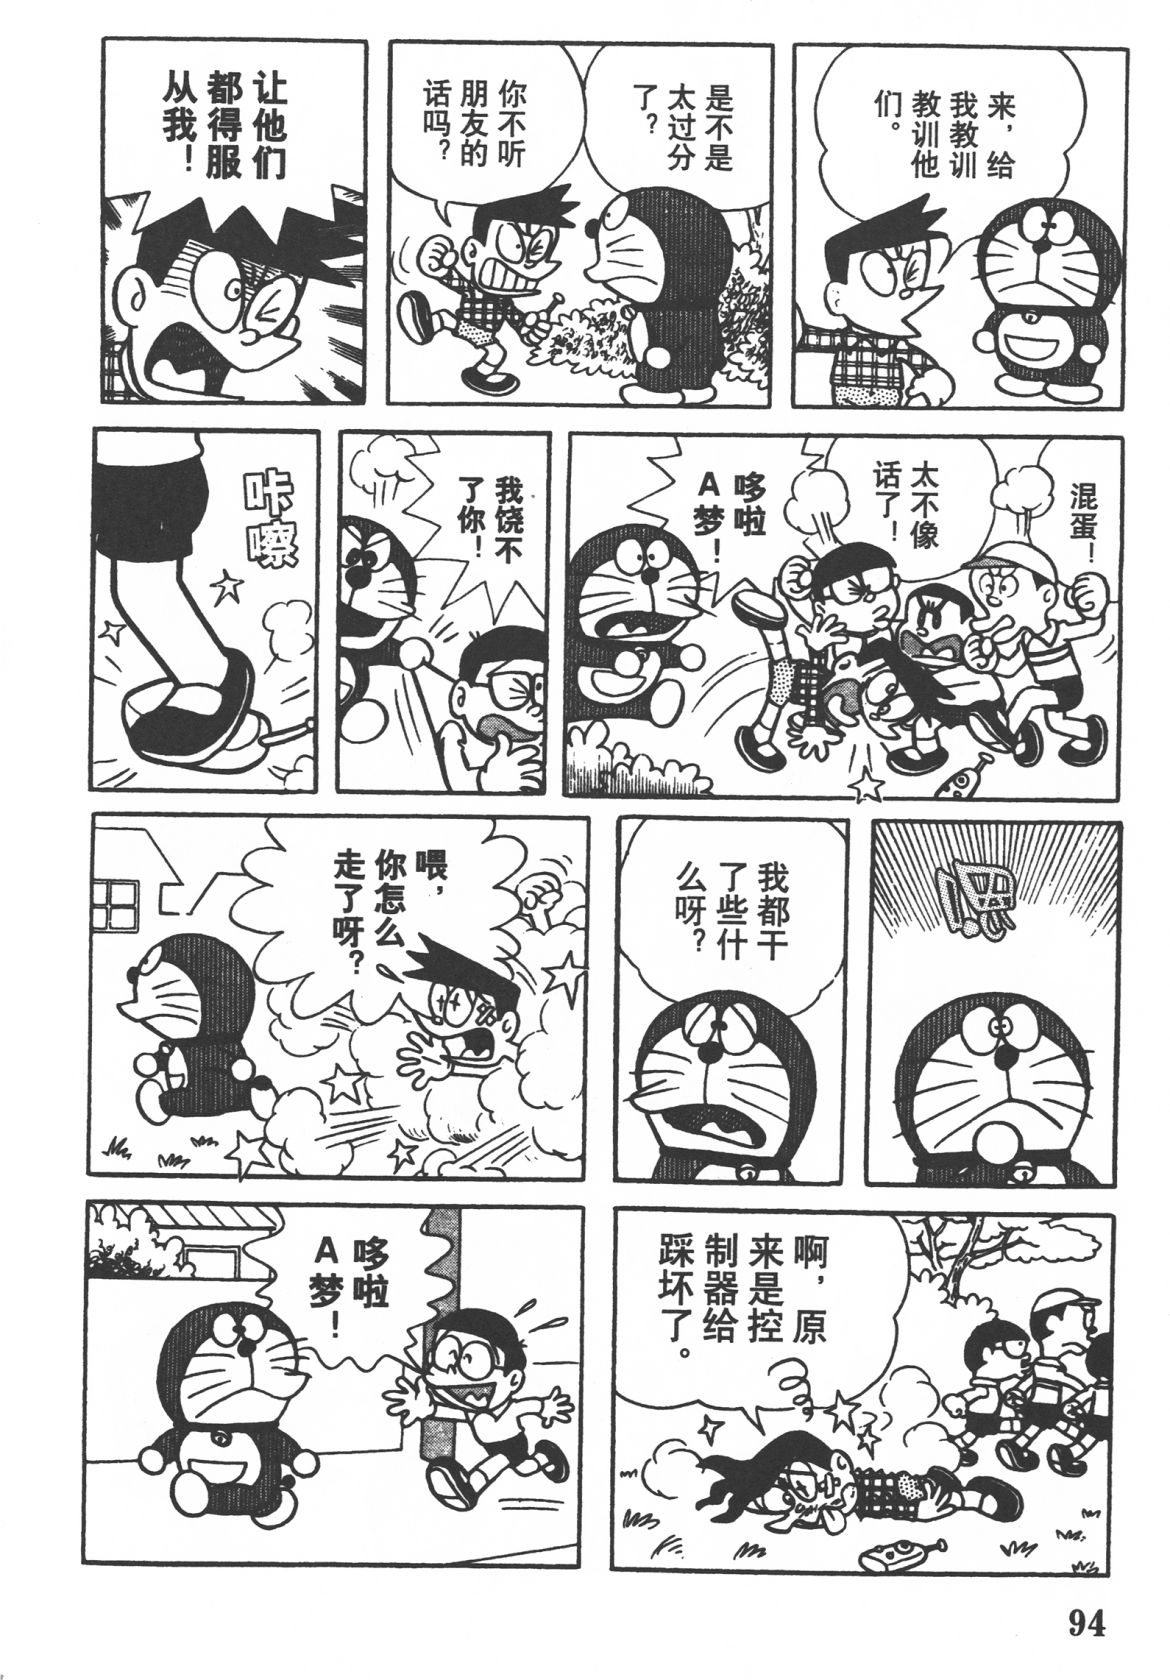 来，给
我教训
教训他
们。
是不是
太过分
了？
你不听
朋友的
话吗？
让他们
都得服
从我！
混蛋！
太不像
话了！
哆啦
A梦！
我饶不
了你！
咔嚓
我都干
了些什
么呀？
喂，
你怎么
走了呀？
啊，原
来是控
制器给
踩坏了。
哆啦
A梦！
94